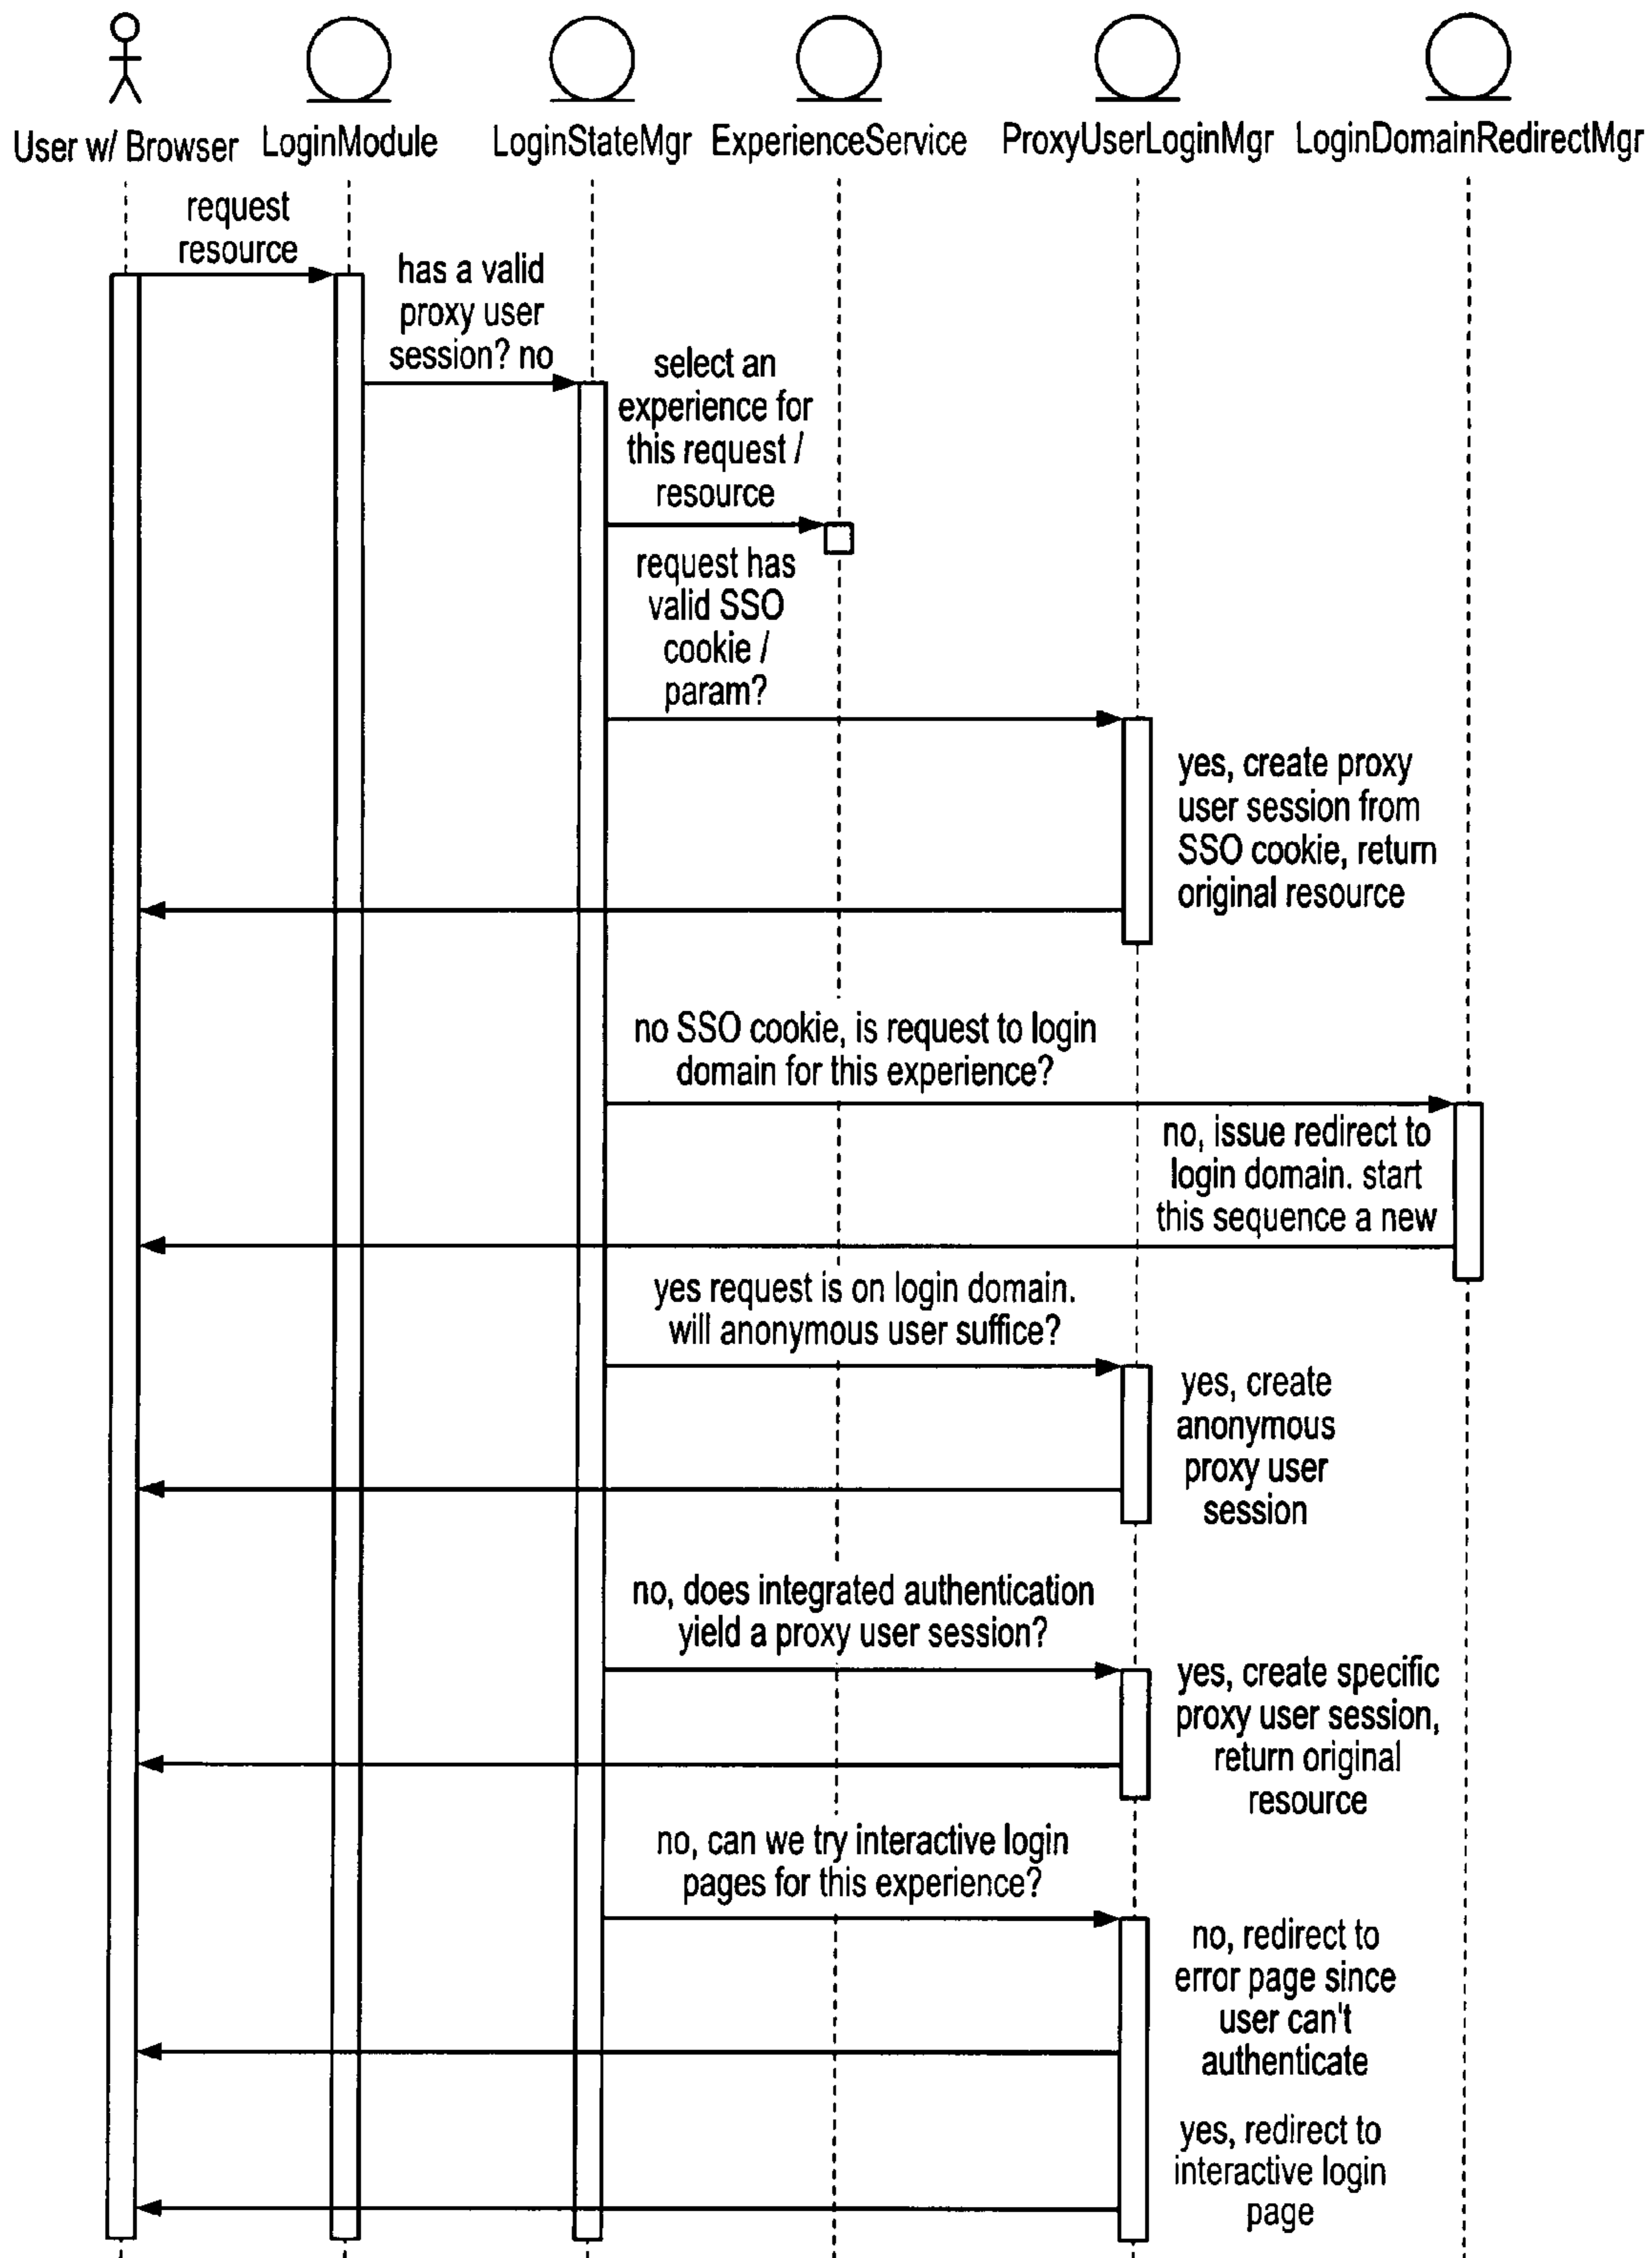 User w/ Browser
LoginModule
LoginStateMgr
ExperienceService
ProxyUserLoginMgr
LoginDomainRedirectMgr
request
resource
has a valid
proxy user
session? no
select an
experience for
this request /
resource
request has
valid SSO
cookie /
param?
yes, create proxy
user session from
SSO cookie, return
original resource
no SSO cookie, is request to login
domain for this experience?
no, issue redirect to
login domain. start
this sequence a new
yes request is on login domain.
will anonymous user suffice?
yes, create
anonymous
proxy user
session
no, does integrated authentication
yield a proxy user session?
yes, create specific
proxy user session,
return original
resource
no, can we try interactive login
pages for this experience?
no, redirect to
error page since
user can't
authenticate
yes, redirect to
interactive login
page